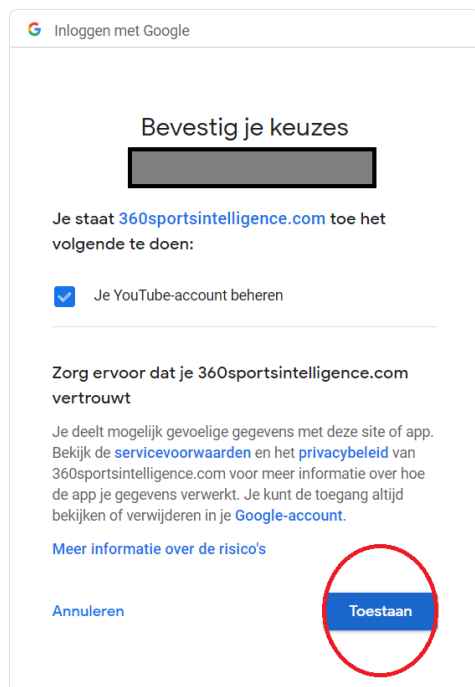 Inloggen met Google
Bevestig je keuzes
Je staat 360sportsintelligence.com toe het
volgende te doen:
Je YouTube-account beheren
Zorg ervoor dat je 360sportsintelligence.com
vertrouwt
Je deelt mogelijk gevoelige gegevens met deze site of app.
Bekijk de servicevoorwaarden en het privacybeleid van
360sportsintelligence.com voor meer informatie over hoe
de app je gegevens verwerkt. Je kunt de toegang altijd
bekijken of verwijderen in je Google-account.
Meer informatie over de risico's
Annuleren
Toestaan